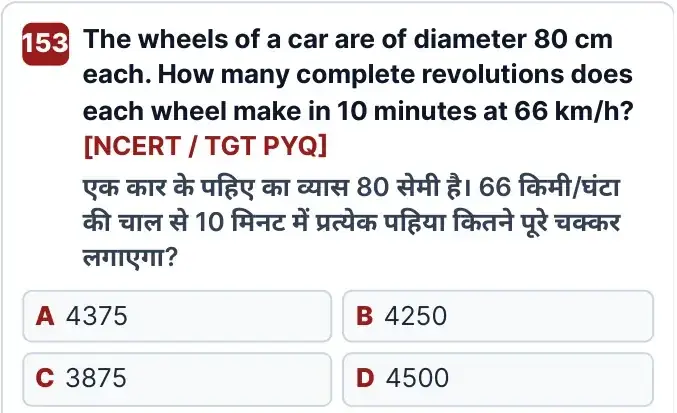 153 The wheels of a car are of diameter 80 cm
each. How many complete revolutions does
each wheel make in 10 minutes at 66 km/h?
[NCERT / TGT PYQ]
एक कार के पहिए का व्यास 80 सेमी है। 66 किमी/घंटा
की चाल से 10 मिनट में प्रत्येक पहिया कितने पूरे चक्कर
लगाएगा?
A 4375 B 4250
C 3875 D 4500